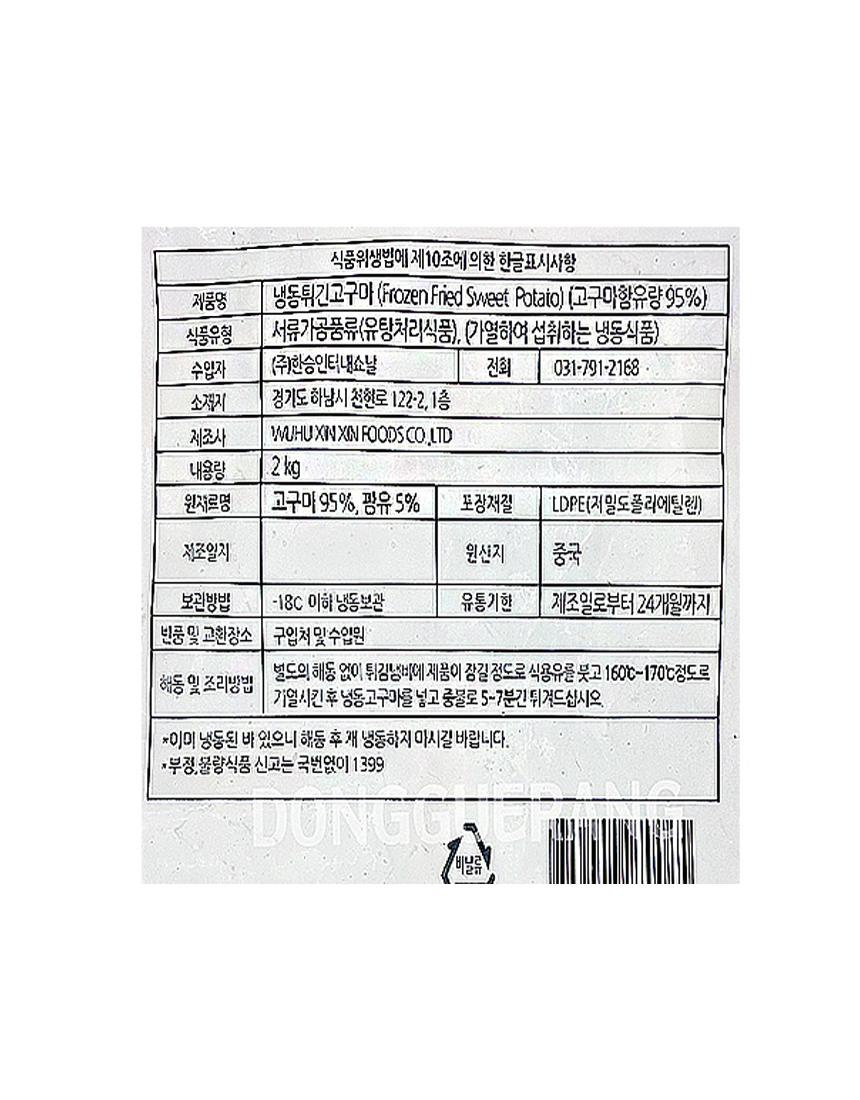 식품위생법에 제10조에 의한 한글표시사항
제품명 냉동튀긴고구마 (Frozen Fried Sweet Potato) (고구마함유량 95%)
식품유형 서류가공품류(유탕처리식품), (가열하여 섭취하는 냉동식품)
수입자 (주)한승인터내쇼날 전화 031-791-2168
소재지 경기도 하남시 천현로 122-2, 1층
제조사 WUHU XIN XIN FOODS CO.,LTD
내용량 2 kg
원재료명 고구마 95%, 팜유 5% 포장재질 LDPE(저밀도폴리에틸렌)
제조일자 원산지 중국
보관방법 -18C 이하 냉동보관 유통기한 제조일로부터 24개월까지
반품 및 교환장소 구입처 및 수입원
해동 및 조리방법 별도의 해동 없이 튀김냄비에 제품이 잠길 정도로 식용유를 붓고 160℃~170℃정도로
가열시킨 후 냉동고구마를 넣고 중불로 5~7분간 튀겨드십시오.
*이미 냉동된 바 있으니 해동 후 재 냉동하지 마시길 바랍니다.
*부정,불량식품 신고는 국번없이 1399
DONGGUERANG
비닐류